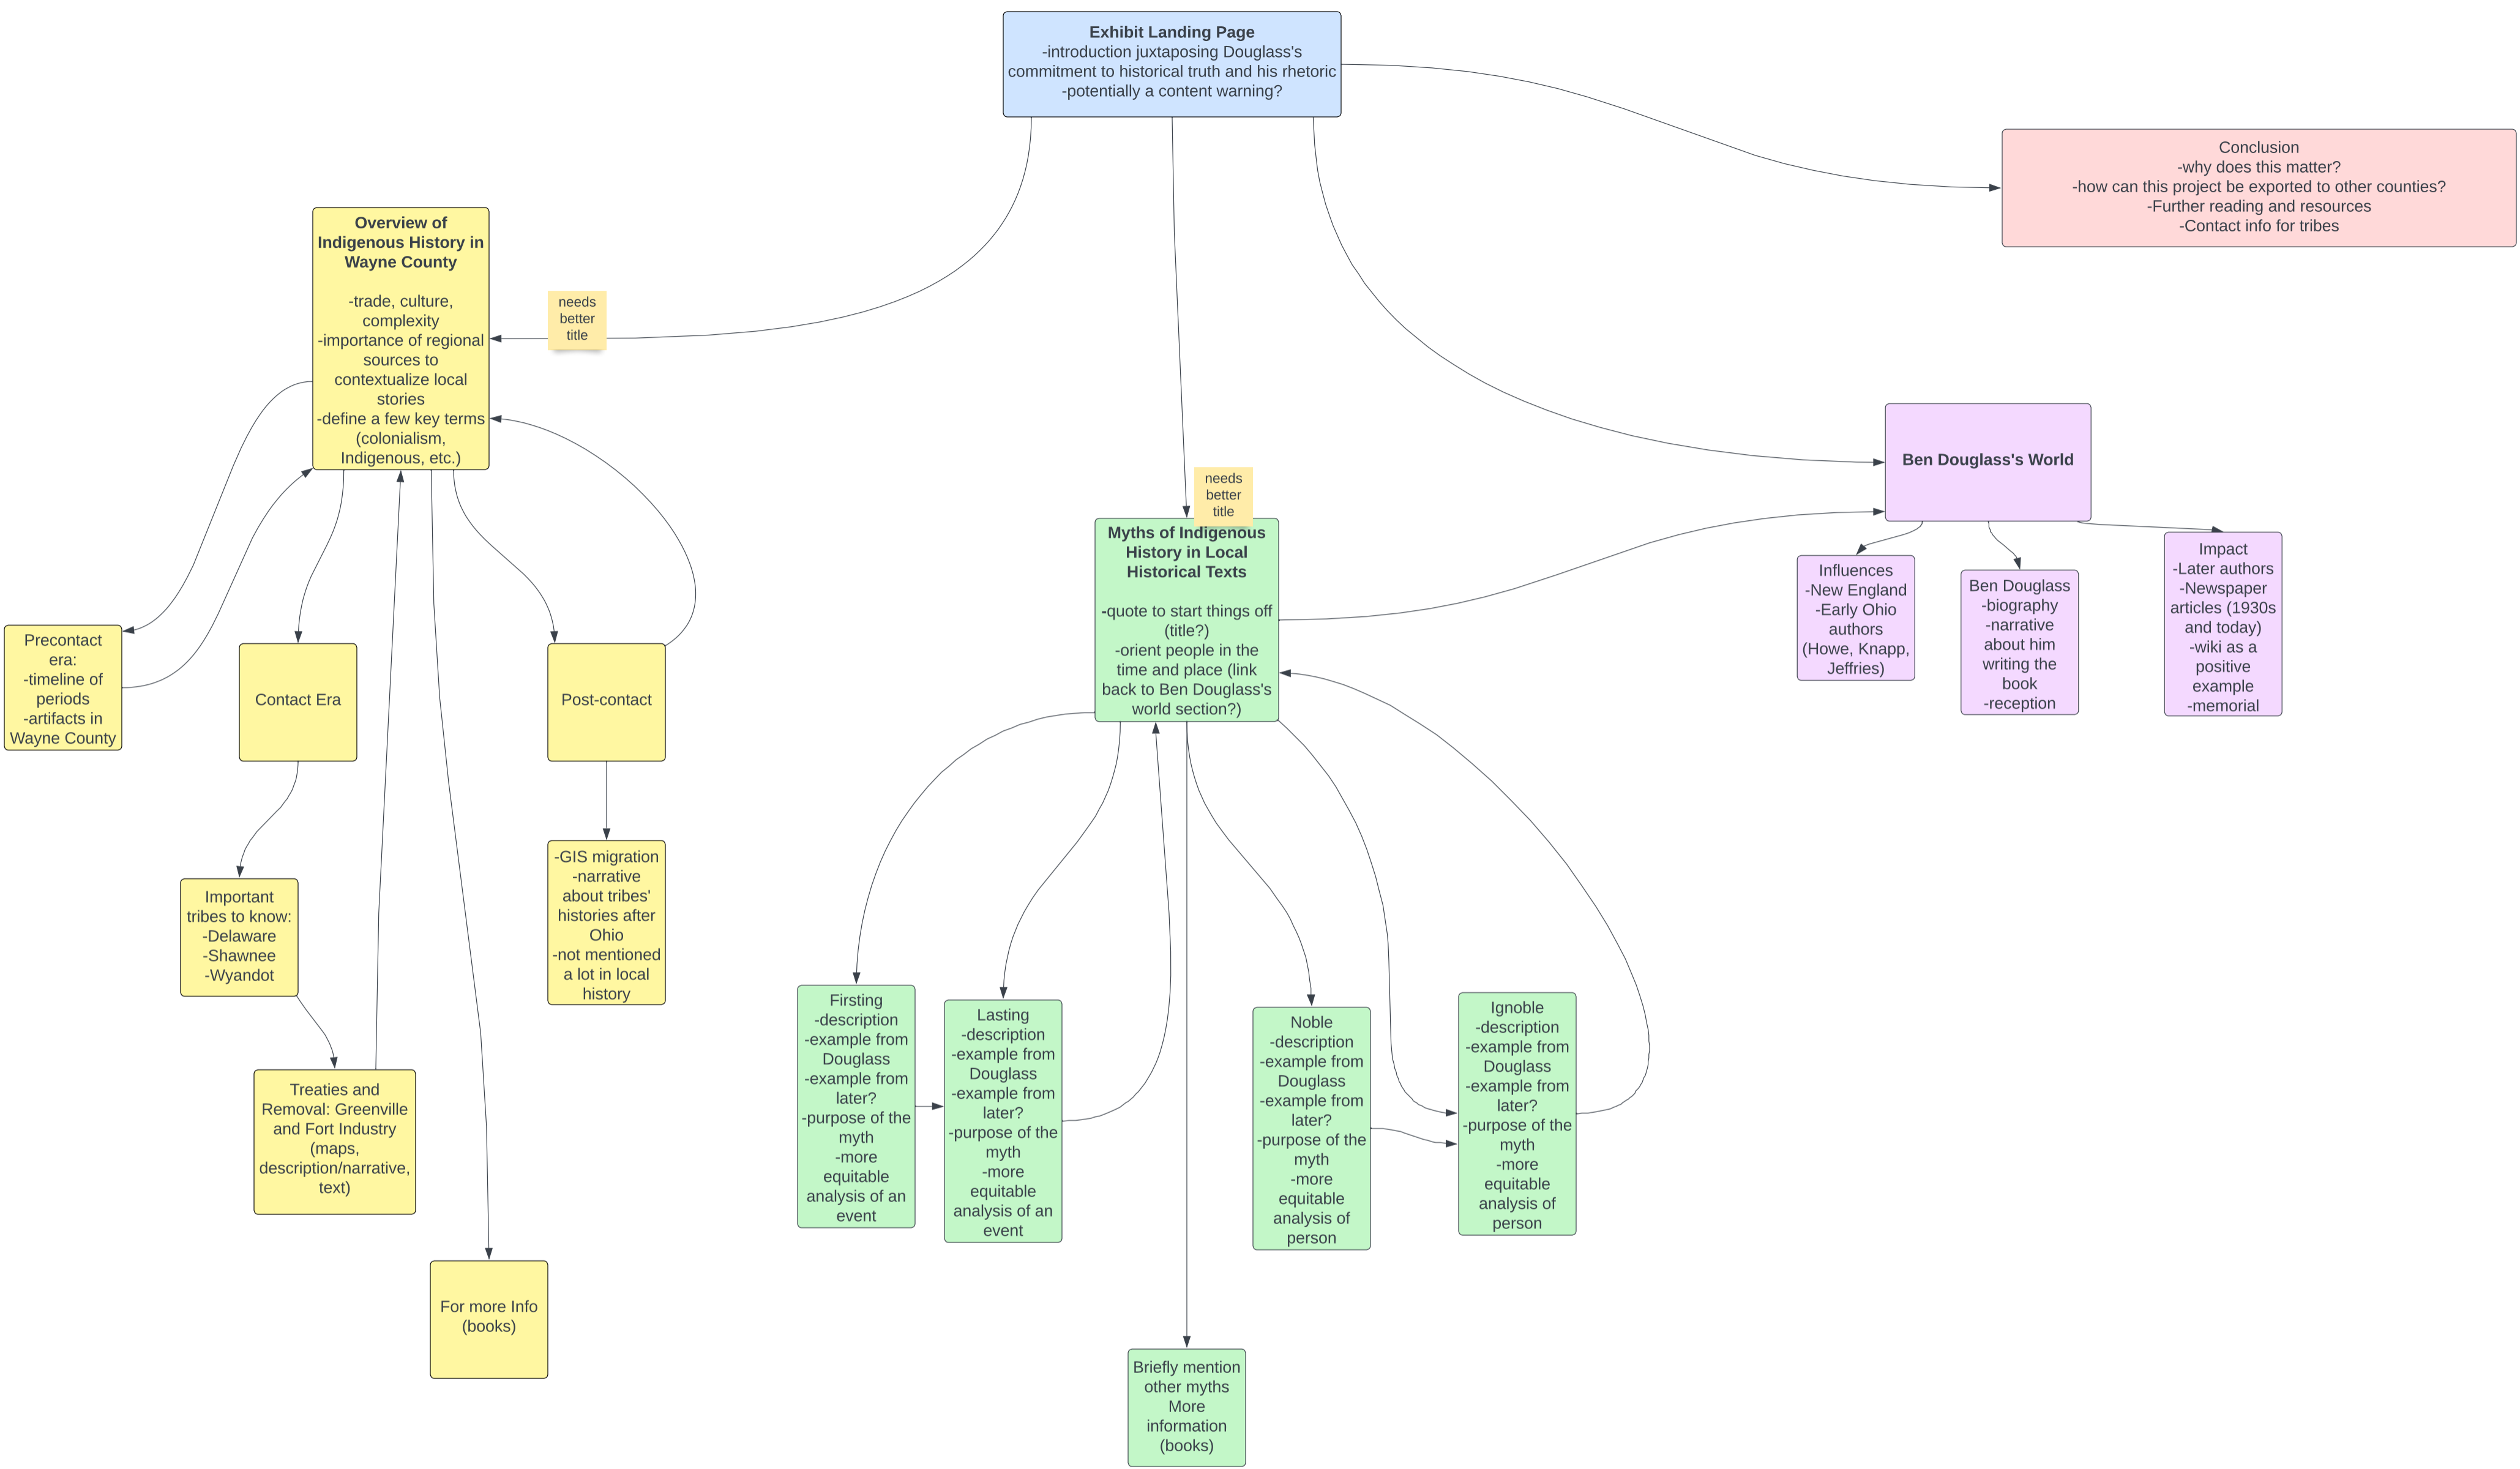 Exhibit Landing Page
-introduction juxtaposing Douglass's
commitment to historical truth and his rhetoric
-potentially a content warning?
Conclusion
-why does this matter?
-how can this project be exported to other counties?
-Further reading and resources
-Contact info for tribes
Overview of
Indigenous History in
Wayne County
-trade, culture,
complexity
-importance of regional
sources to
contextualize local
stories
-define a few key terms
(colonialism,
Indigenous, etc.)
needs
better
title
needs
better
title
Myths of Indigenous
History in Local
Historical Texts
-quote to start things off
(title?)
-orient people in the
time and place (link
back to Ben Douglass's
world section?)
Ben Douglass's World
Influences
-New England
-Early Ohio
authors
(Howe, Knapp,
Jeffries)
Ben Douglass
-biography
-narrative
about him
writing the
book
-reception
Impact
-Later authors
-Newspaper
articles (1930s
and today)
-wiki as a
positive
example
-memorial
Precontact
era:
-timeline of
periods
-artifacts in
Wayne County
Contact Era
Post-contact
Important
tribes to know:
-Delaware
-Shawnee
-Wyandot
-GIS migration
-narrative
about tribes'
histories after
Ohio
-not mentioned
a lot in local
history
Treaties and
Removal: Greenville
and Fort Industry
(maps,
description/narrative,
text)
For more Info
(books)
Firsting
-description
-example from
Douglass
-example from
later?
-purpose of the
myth
-more
equitable
analysis of an
event
Lasting
-description
-example from
Douglass
-example from
later?
-purpose of the
myth
-more
equitable
analysis of an
event
Noble
-description
-example from
Douglass
-example from
later?
-purpose of the
myth
-more
equitable
analysis of
person
Ignoble
-description
-example from
Douglass
-example from
later?
-purpose of the
myth
-more
equitable
analysis of
person
Briefly mention
other myths
More
information
(books)